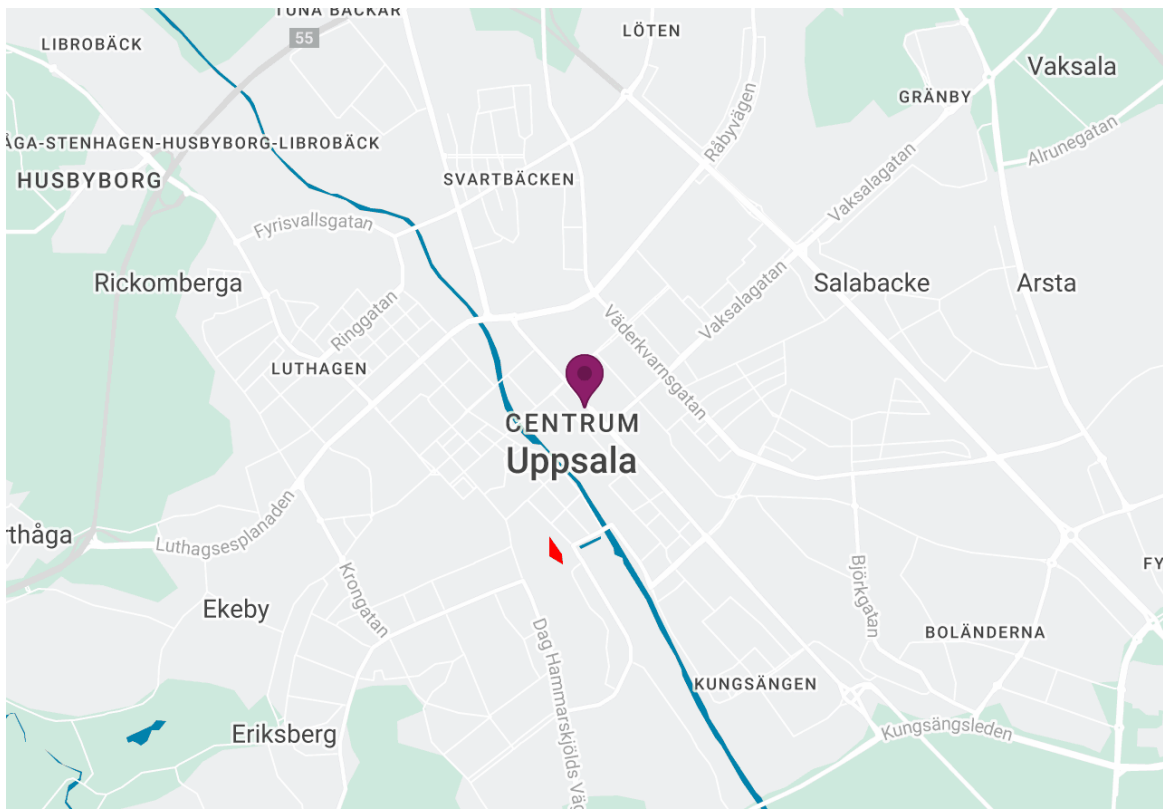 TUNA BACKAR
55
LIBROBÄCK
LÖTEN
Vaksala
GRÄNBY
ÅGA-STENHAGEN-HUSBYBORG-LIBROBÄCK
Råbyvägen
Alrunegatan
HUSBYBORG
SVARTBÄCKEN
Vaksalagatan
Fyrisvallsgatan
Rickomberga
Salabacke
Arsta
Ringgatan
Vaksalagatan
Väderkvarnsgatan
LUTHAGEN
CENTRUM
Uppsala
Luthagsesplanaden
rthåga
FY
Krongatan
Björkgatan
Ekeby
BOLÄNDERNA
Dag Hammarskjölds Väg
KUNGSÄNGEN
Eriksberg
Kungsängsleden